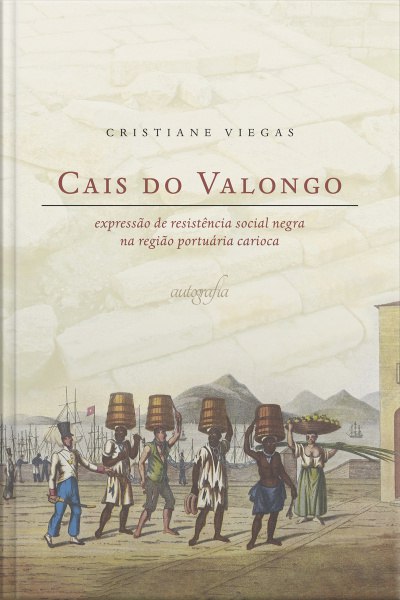 CRISTIANE VIEGAS
CAIS DO VALONGO
expressão de resistência social negra
na região portuária carioca
autografia